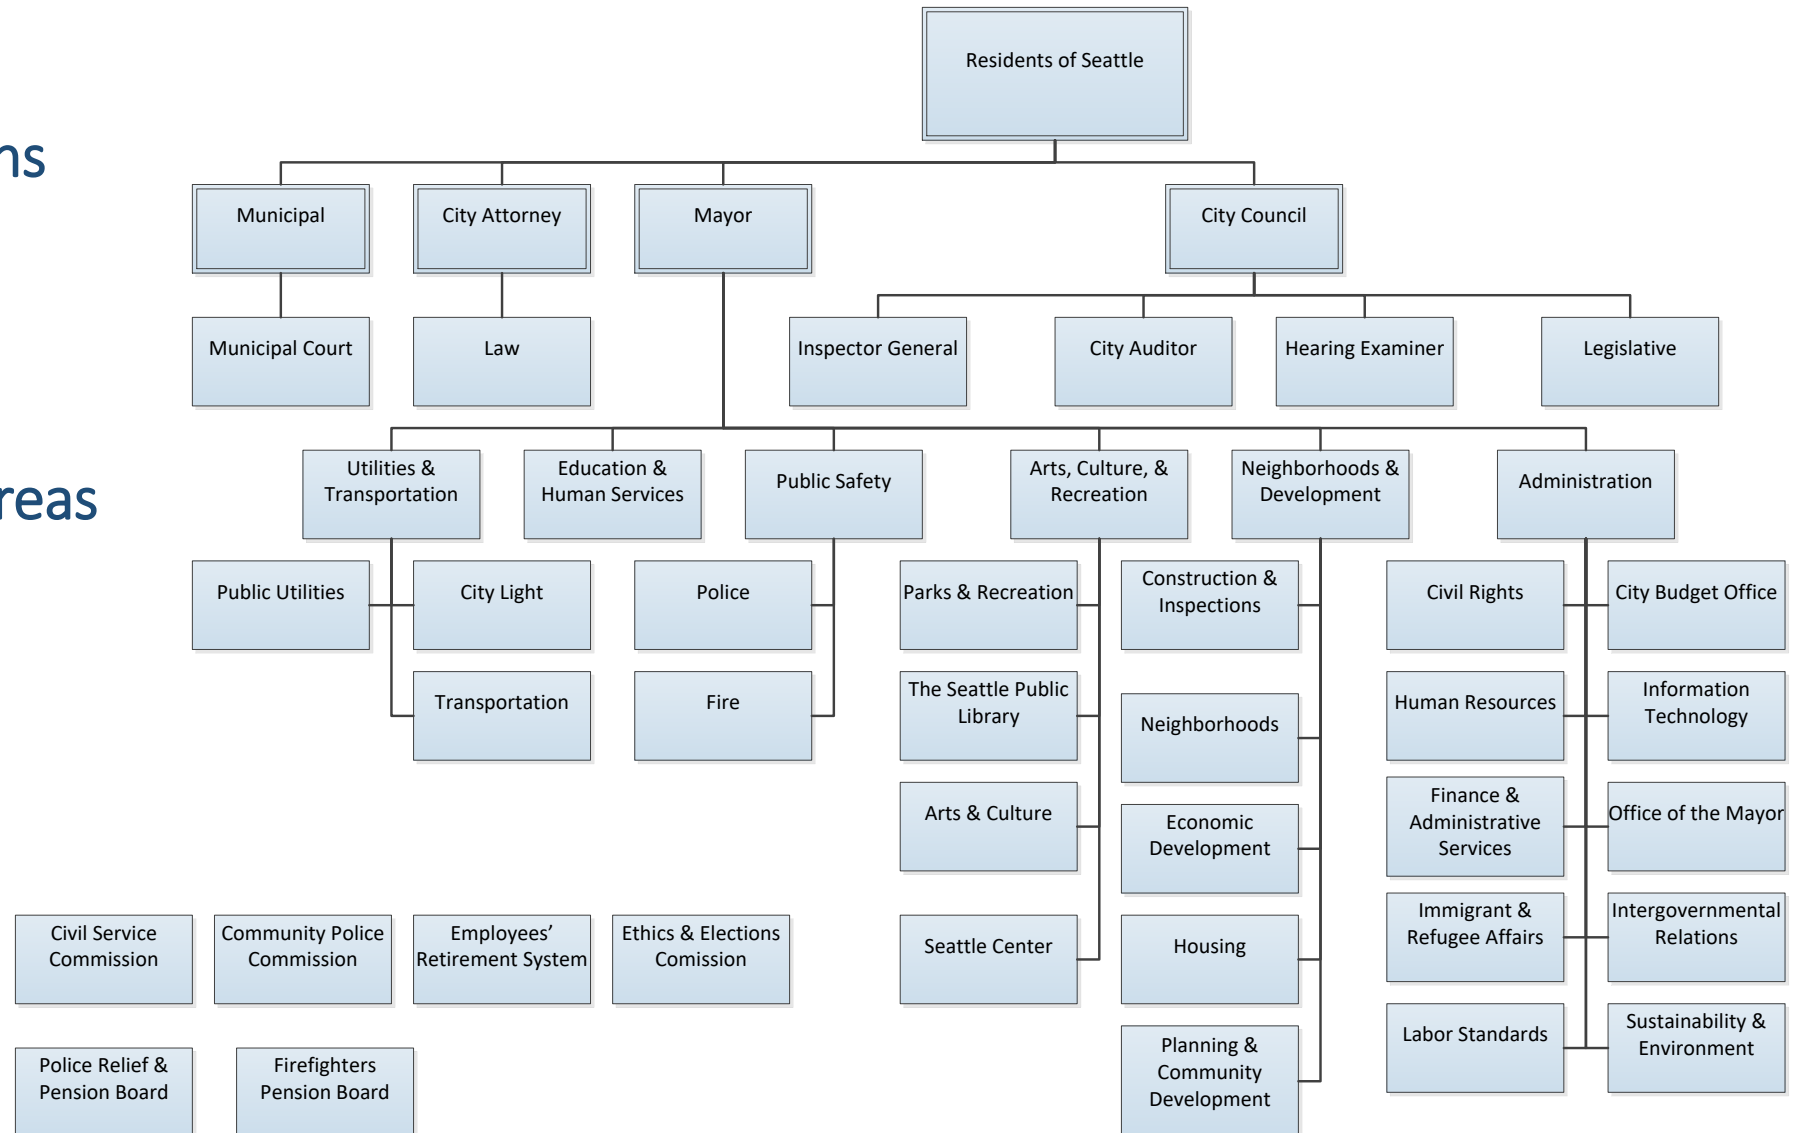 Residents of Seattle
ns
Municipal
City Attorney
Mayor
City Council
Municipal Court
Law
Inspector General
City Auditor
Hearing Examiner
Legislative
reas
Utilities &
Transportation
Education &
Human Services
Public Safety
Arts, Culture, &
Recreation
Neighborhoods &
Development
Administration
Public Utilities
City Light
Police
Parks & Recreation
Construction &
Inspections
Civil Rights
City Budget Office
Transportation
Fire
The Seattle Public
Library
Neighborhoods
Human Resources
Information
Technology
Arts & Culture
Economic
Development
Finance &
Administrative
Services
Office of the Mayor
Civil Service
Commission
Community Police
Commission
Employees’
Retirement System
Ethics & Elections
Comission
Seattle Center
Housing
Immigrant &
Refugee Affairs
Intergovernmental
Relations
Police Relief &
Pension Board
Firefighters
Pension Board
Planning &
Community
Development
Labor Standards
Sustainability &
Environment